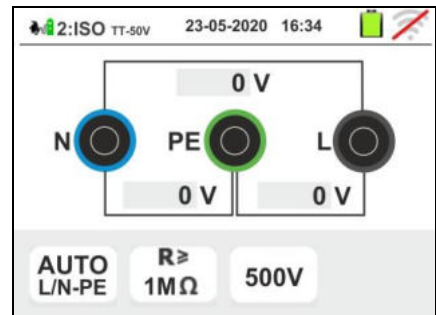 2:ISO TT-50V 23-05-2020 16:34
0 V
N PE L
0 V 0 V
AUTO R≥ 500V
L/N-PE 1MΩ